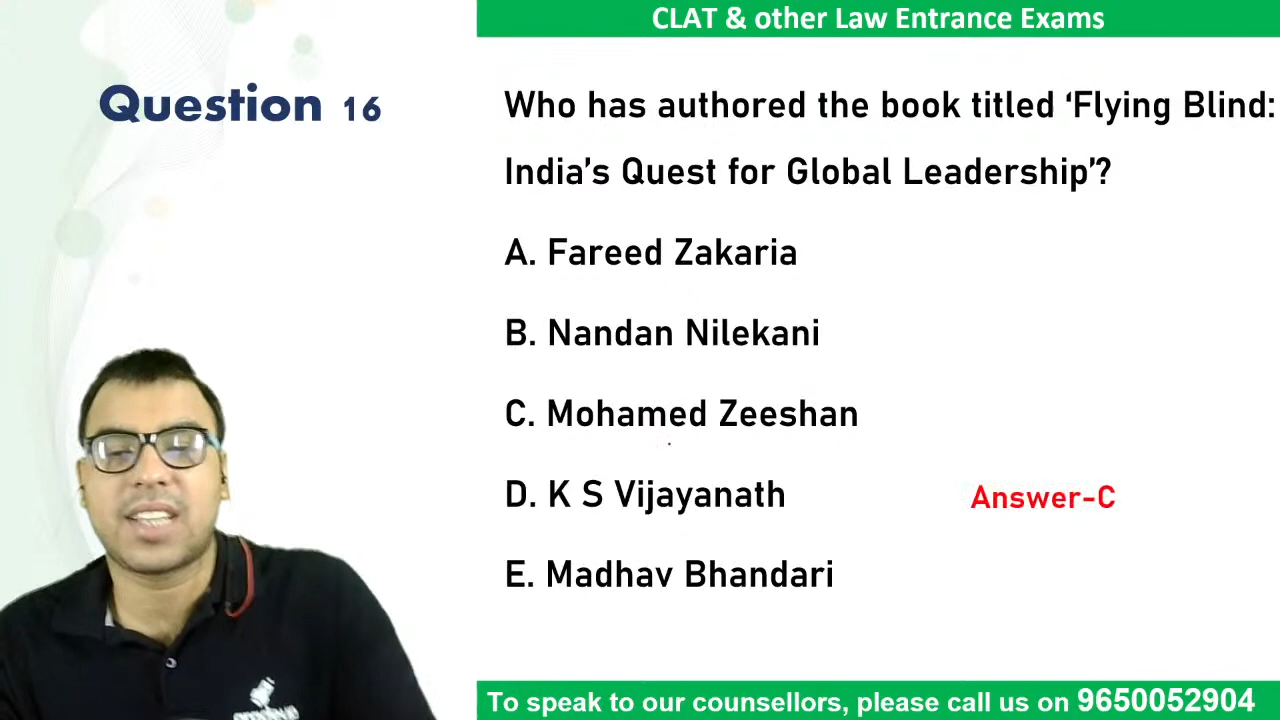 CLAT & other Law Entrance Exams
Question 16
Who has authored the book titled ‘Flying Blind:
India’s Quest for Global Leadership’?
A. Fareed Zakaria
B. Nandan Nilekani
C. Mohamed Zeeshan
D. K S Vijayanath
Answer-C
E. Madhav Bhandari
To speak to our counsellors, please call us on 9650052904